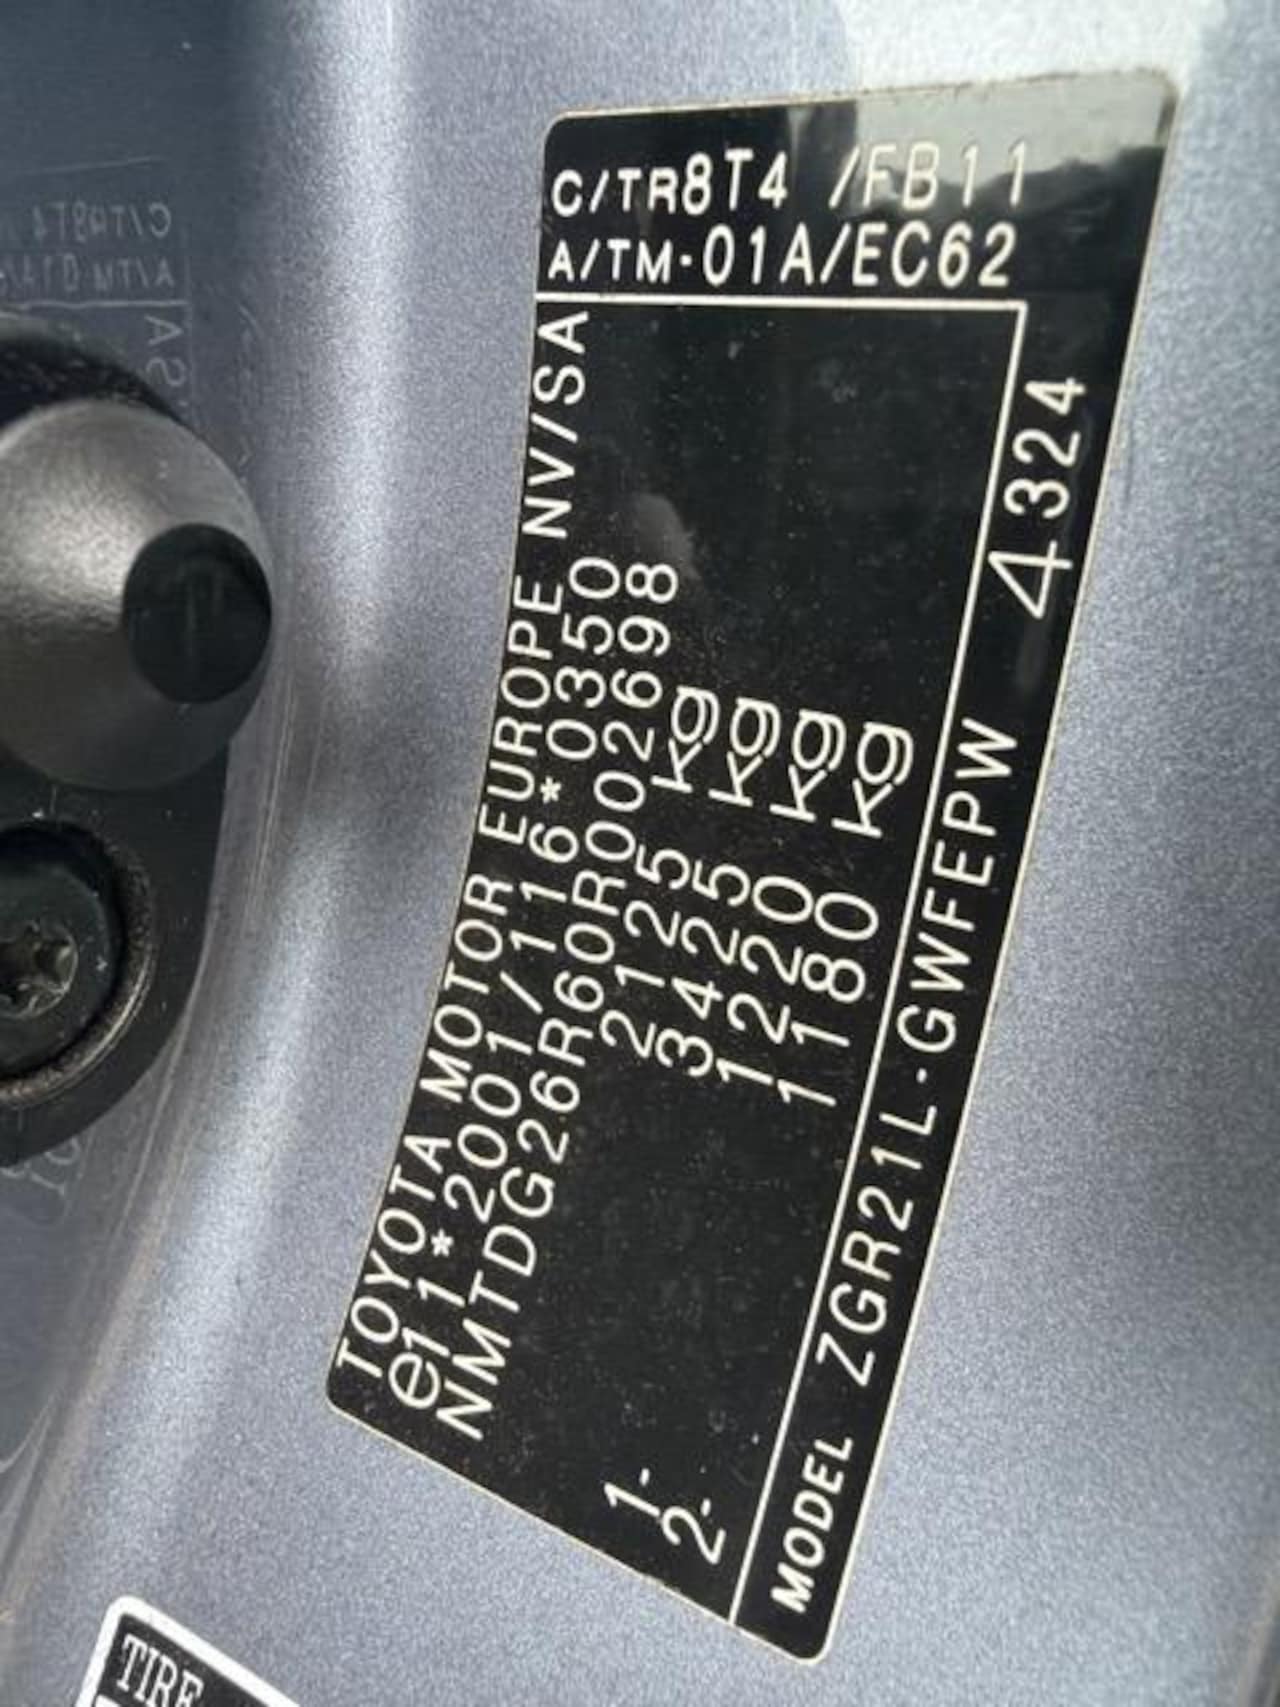 C/TR8T4 /FB11
A/TM-01A/EC62
TOYOTA MOTOR EUROPE NV/SA
e11*2001/116*0350
NMTDG26R60R002698
2125 kg
3425 kg
1- 1220 kg
2- 1180 kg
MODEL ZGR21L-GWFEPW 4324
TIRE